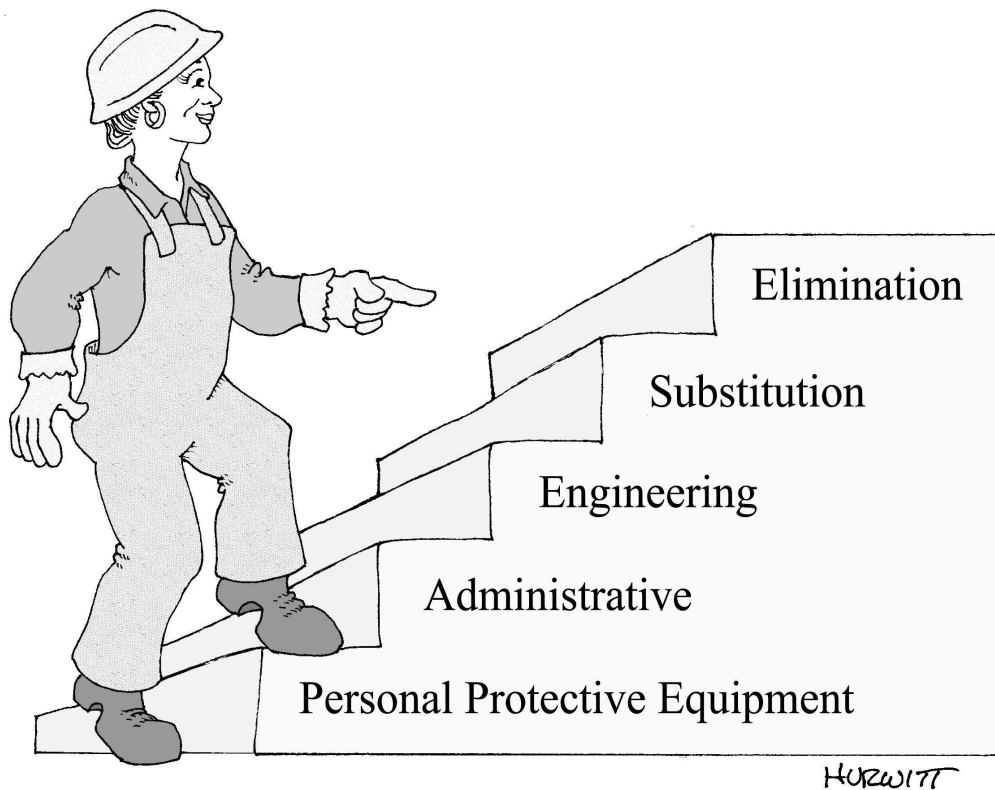 Elimination
Substitution
Engineering
Administrative
Personal Protective Equipment
HURWITT